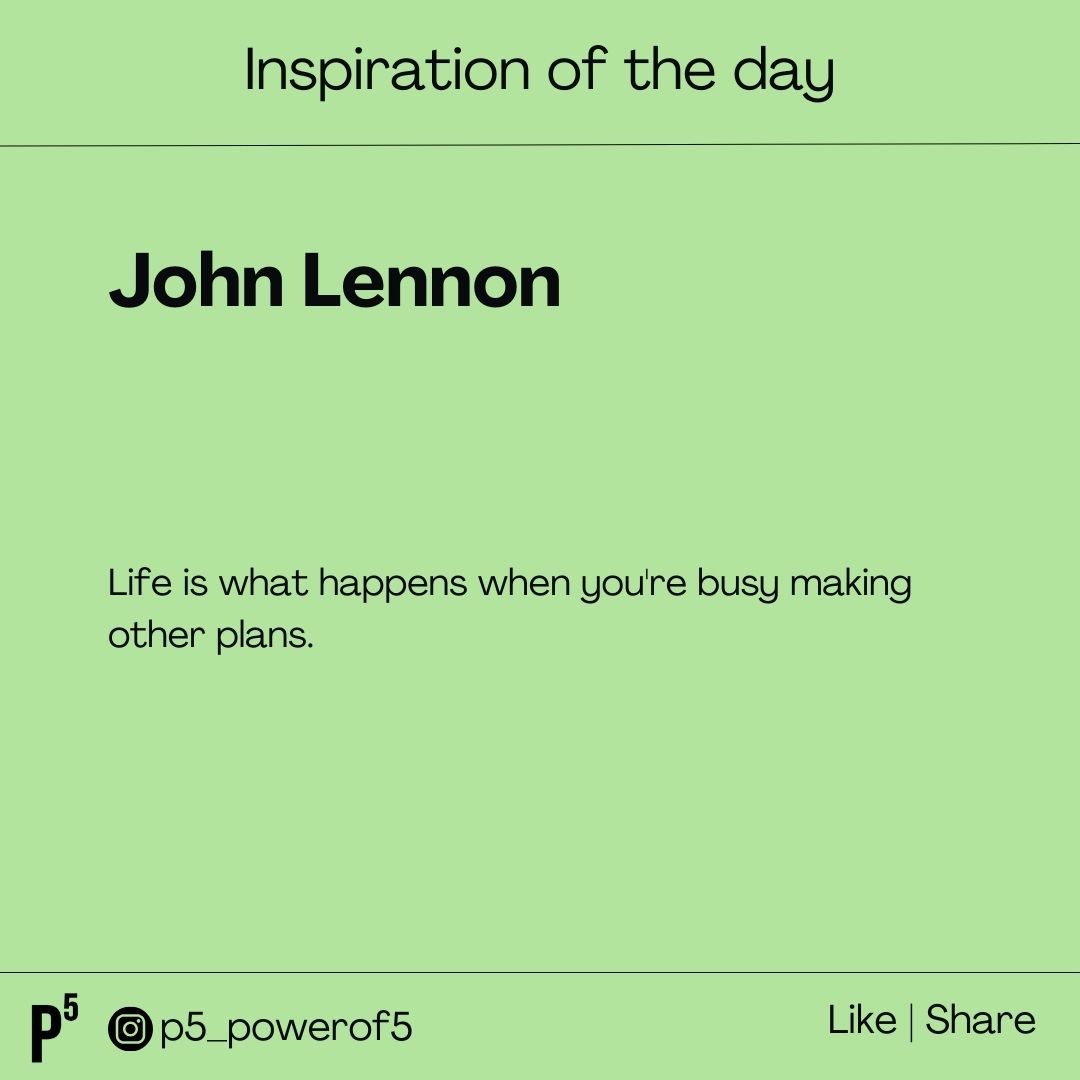 Inspiration of the day
John Lennon
Life is what happens when you're busy making
other plans.
P⁵ p5_powerof5
Like | Share